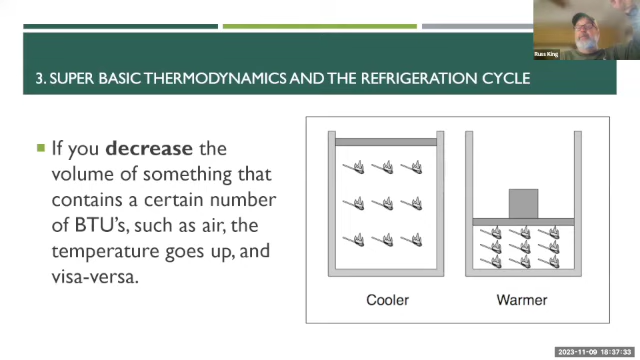 Russ King
3. SUPER BASIC THERMODYNAMICS AND THE REFRIGERATION CYCLE
If you decrease the
volume of something that
contains a certain number
of BTU's, such as air, the
temperature goes up, and
visa-versa.
Cooler
Warmer
2023-11-09 18:37:33